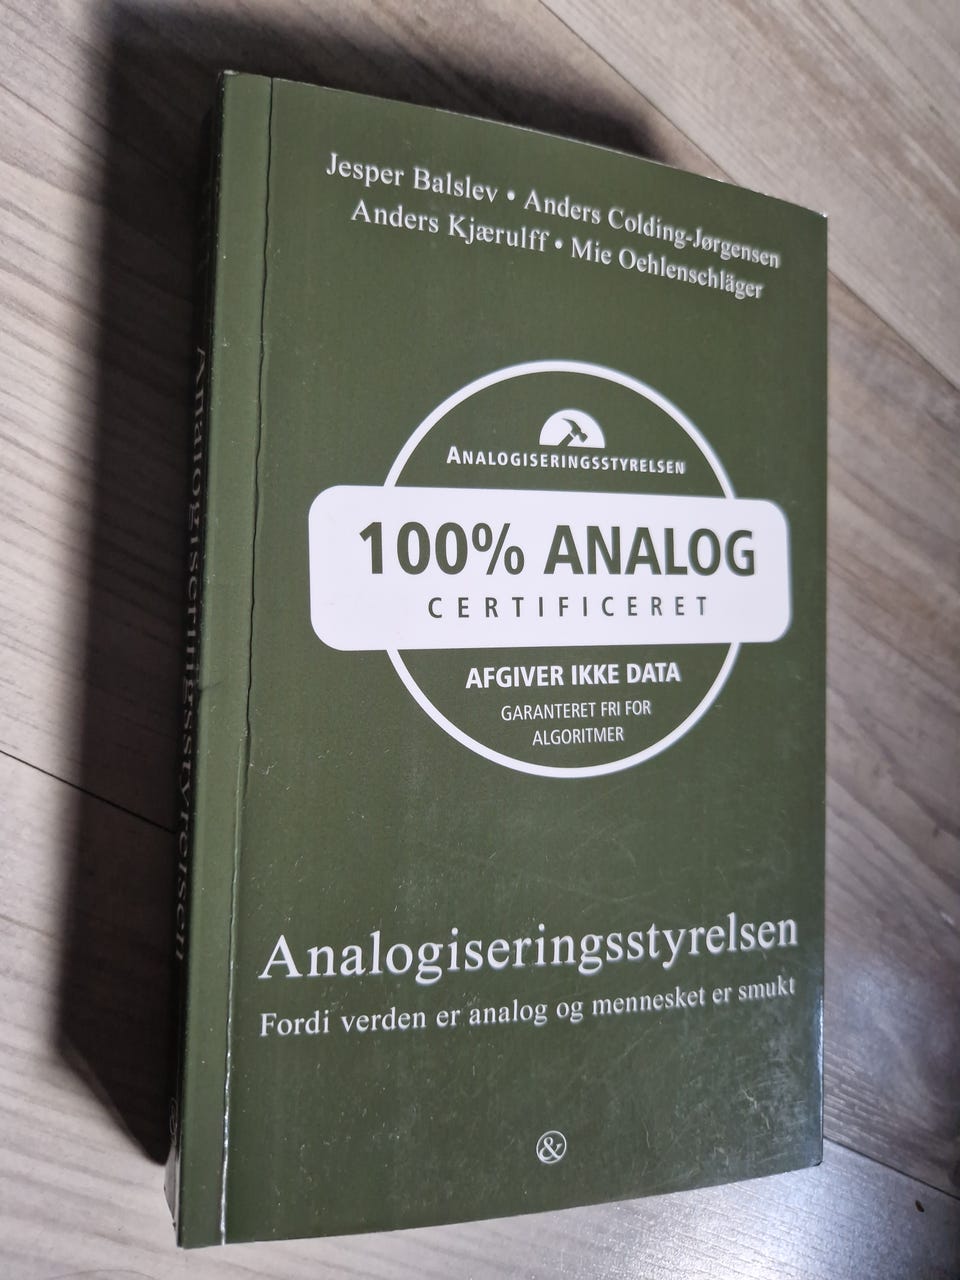 Jesper Balslev • Anders Colding-Jørgensen
Anders Kjærulff • Mie Oehlenschläger
ANALOGISERINGSSTYRELSEN
100% ANALOG
CERTIFICERET
AFGIVER IKKE DATA
GARANTERET FRI FOR
ALGORITMER
Analogiseringsstyrelsen
Fordi verden er analog og mennesket er smukt
&
Analogiseringsstyrelsen